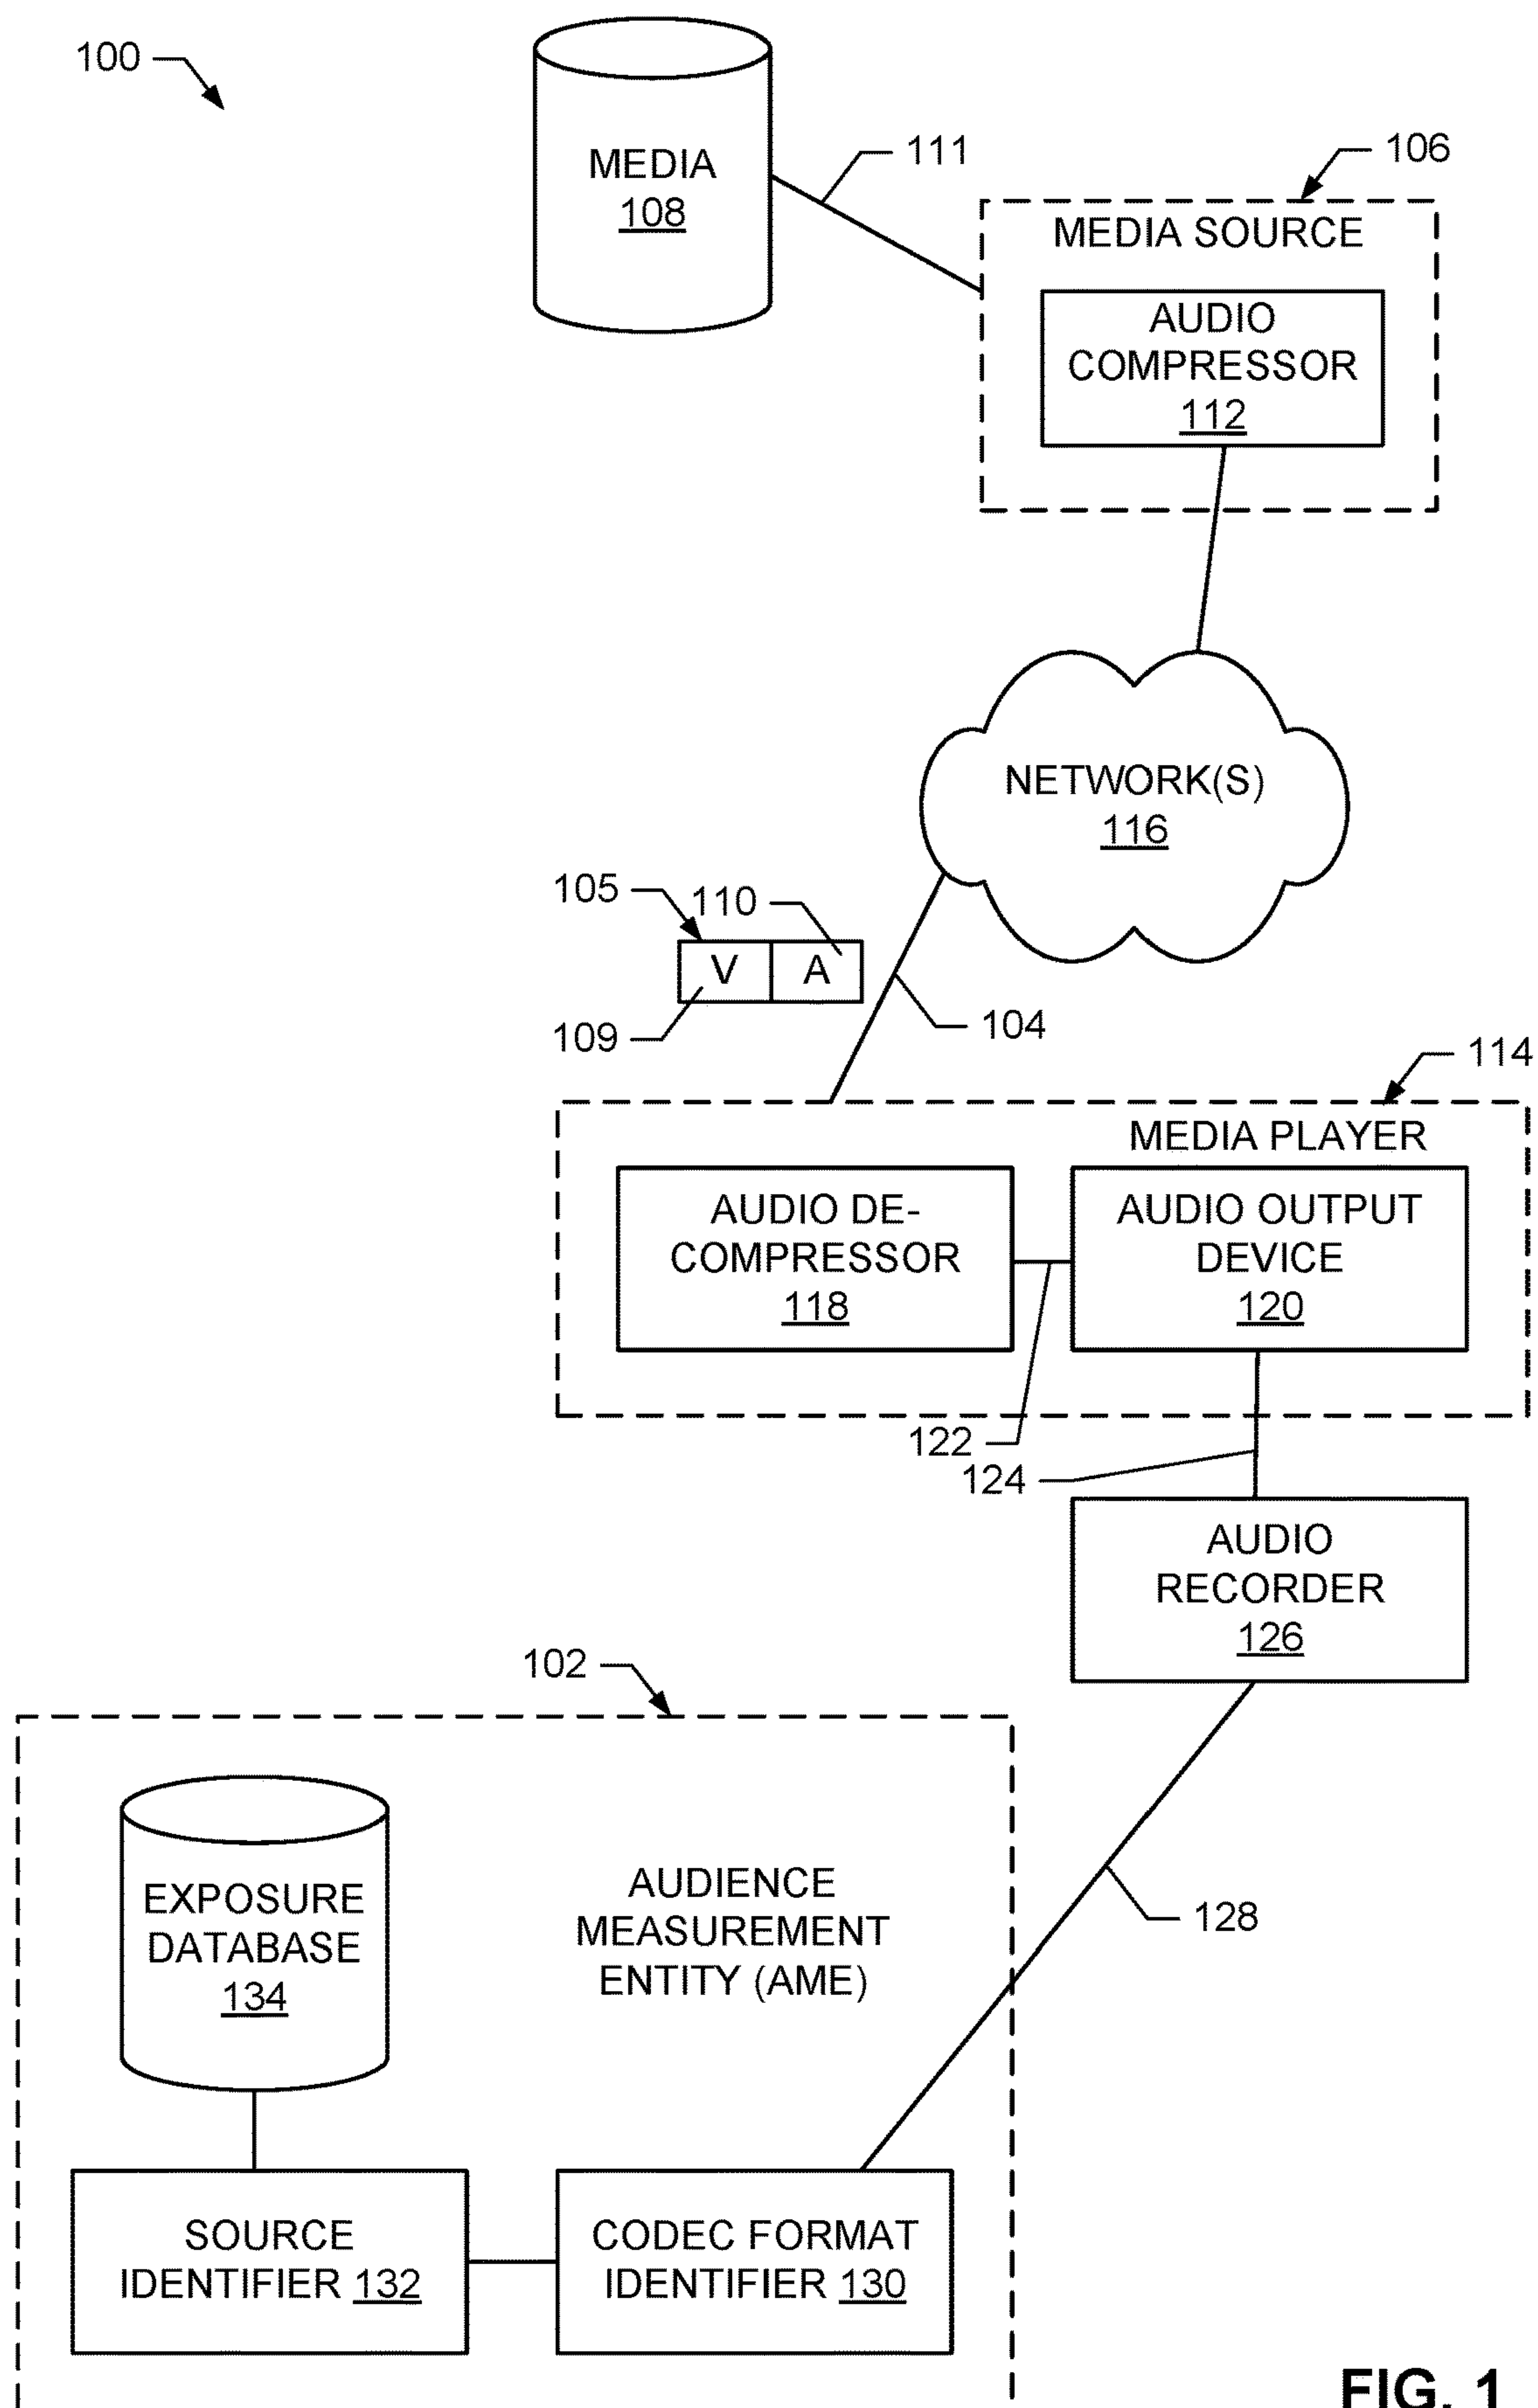 100
MEDIA
108
111
106
MEDIA SOURCE
AUDIO
COMPRESSOR
112
NETWORK(S)
116
105
110
V
A
109
104
114
MEDIA PLAYER
AUDIO DE-
COMPRESSOR
118
AUDIO OUTPUT
DEVICE
120
122
124
AUDIO
RECORDER
126
102
EXPOSURE
DATABASE
134
AUDIENCE
MEASUREMENT
ENTITY (AME)
128
SOURCE
IDENTIFIER 132
CODEC FORMAT
IDENTIFIER 130
FIG. 1